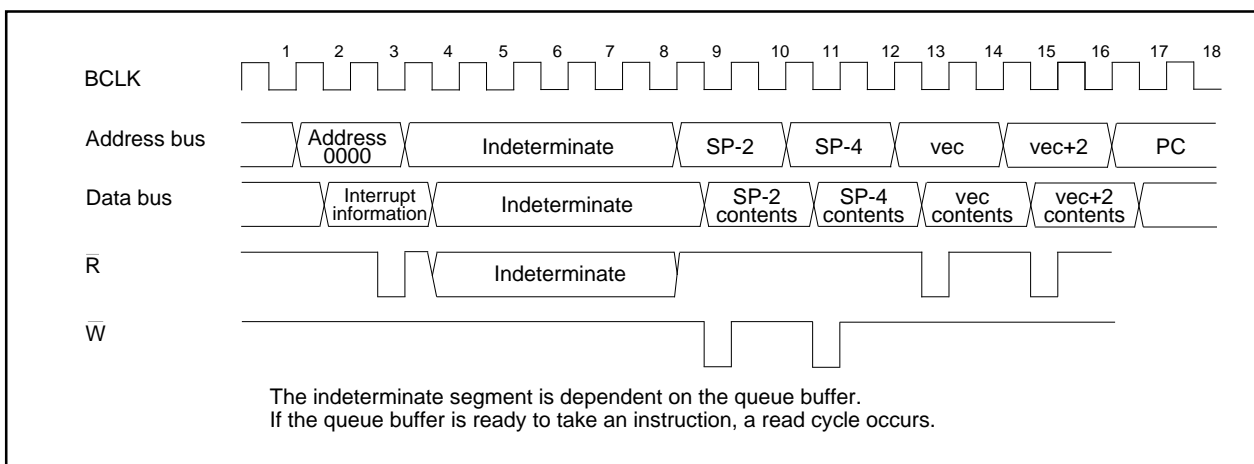 1 2 3 4 5 6 7 8 9 10 11 12 13 14 15 16 17 18
BCLK
Address bus
Address
0000
Indeterminate
SP-2
SP-4
vec
vec+2
PC
Data bus
Interrupt
information
Indeterminate
SP-2
contents
SP-4
contents
vec
contents
vec+2
contents
R
Indeterminate
W
The indeterminate segment is dependent on the queue buffer.
If the queue buffer is ready to take an instruction, a read cycle occurs.